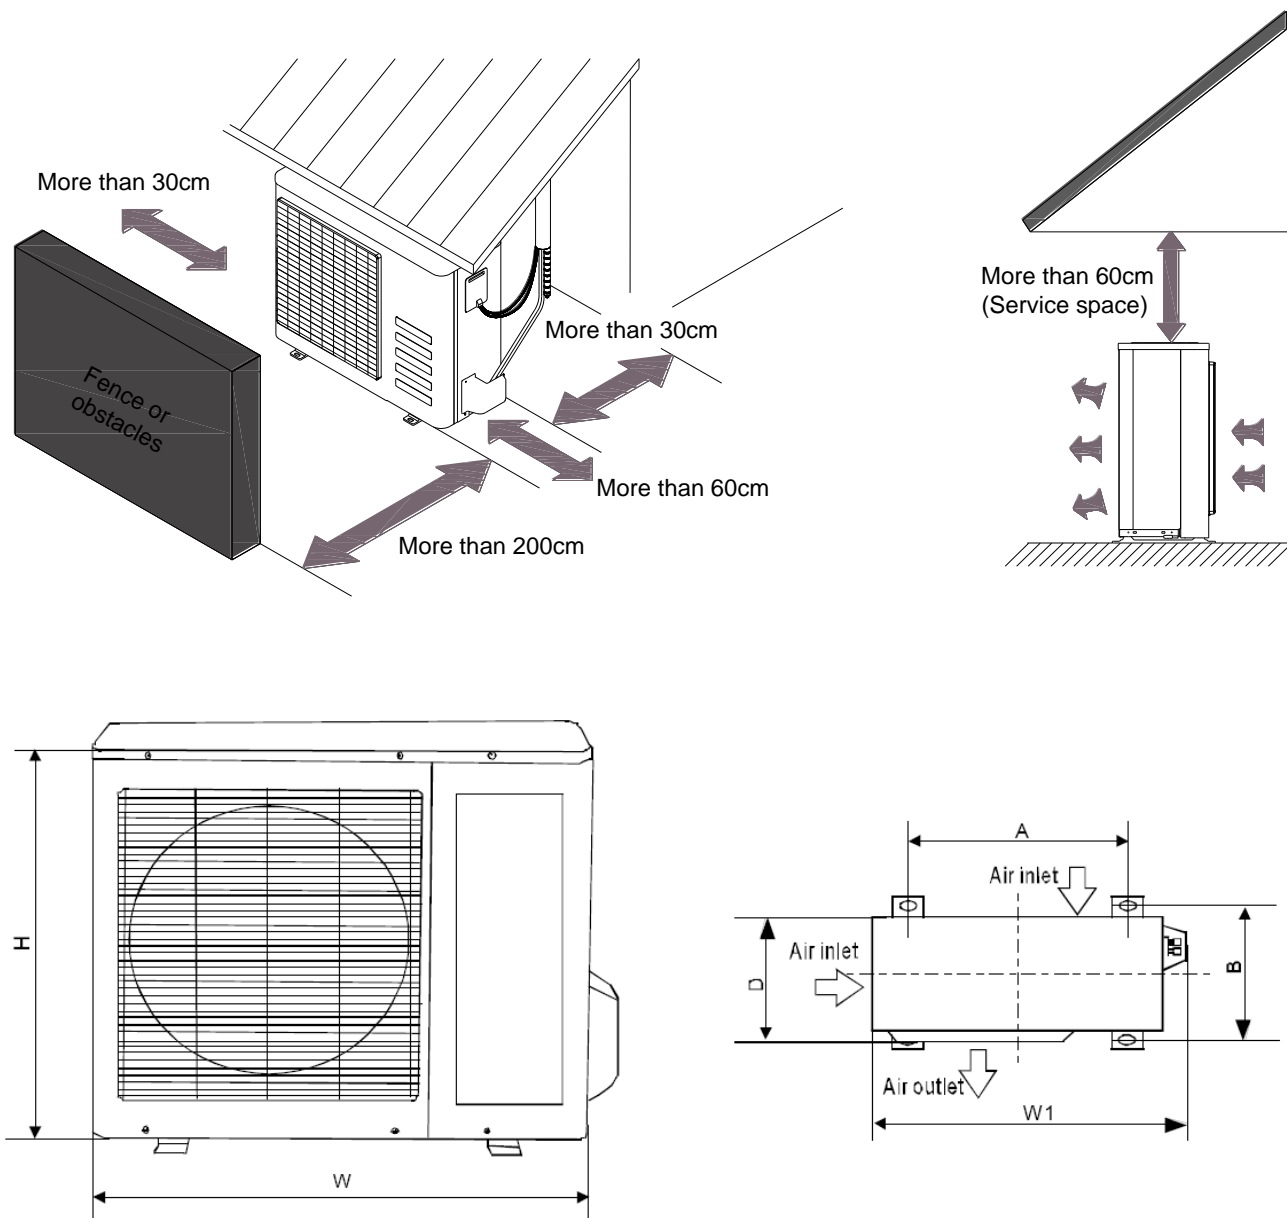 More than 30cm
More than 60cm
(Service space)
More than 30cm
Fence or
obstacles
More than 60cm
More than 200cm
A
Air inlet
H
Air inlet
D
B
Air outlet
W1
W